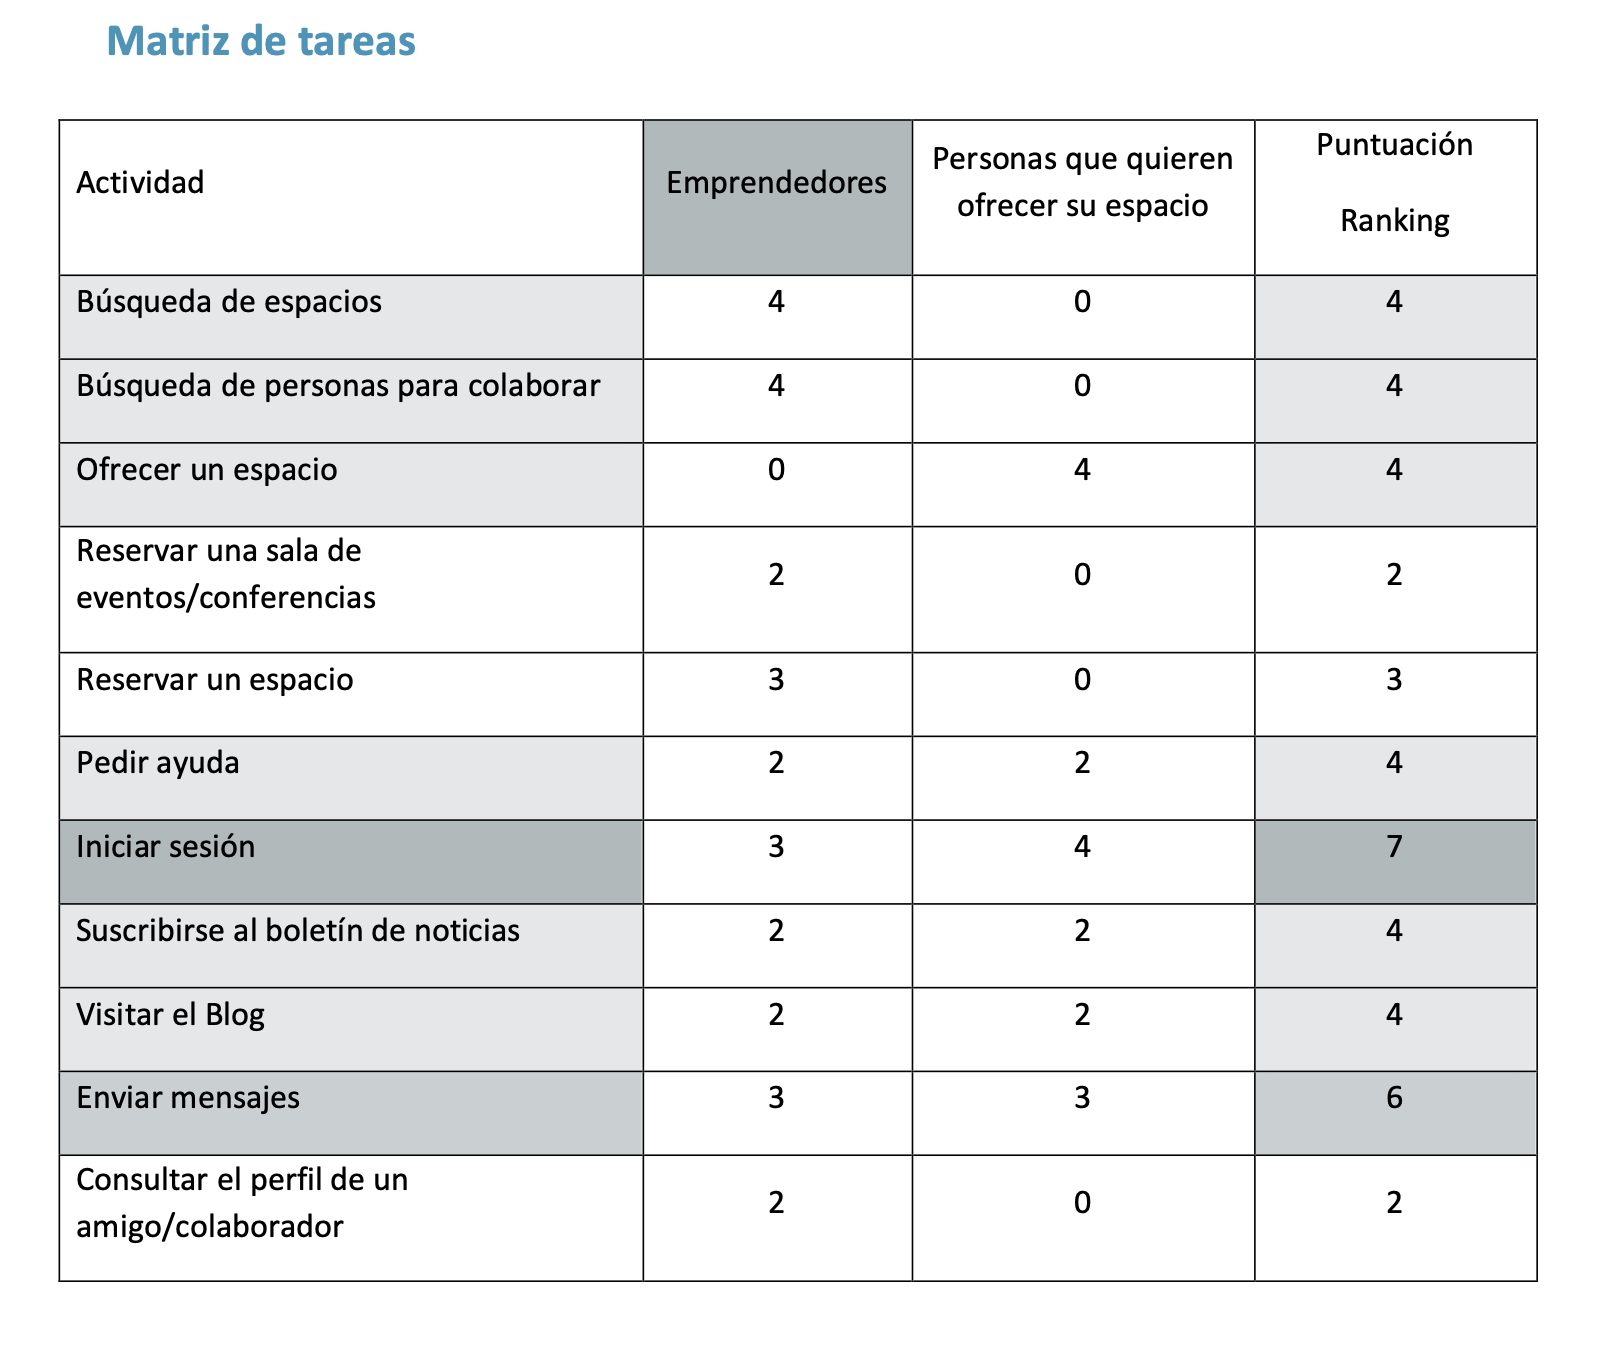 Matriz de tareas
Actividad
Emprendedores
Personas que quieren
ofrecer su espacio
Puntuación
Ranking
Búsqueda de espacios 4 0 4
Búsqueda de personas para colaborar 4 0 4
Ofrecer un espacio 0 4 4
Reservar una sala de
eventos/conferencias
2 0 2
Reservar un espacio 3 0 3
Pedir ayuda 2 2 4
Iniciar sesión 3 4 7
Suscribirse al boletín de noticias 2 2 4
Visitar el Blog 2 2 4
Enviar mensajes 3 3 6
Consultar el perfil de un
amigo/colaborador
2 0 2